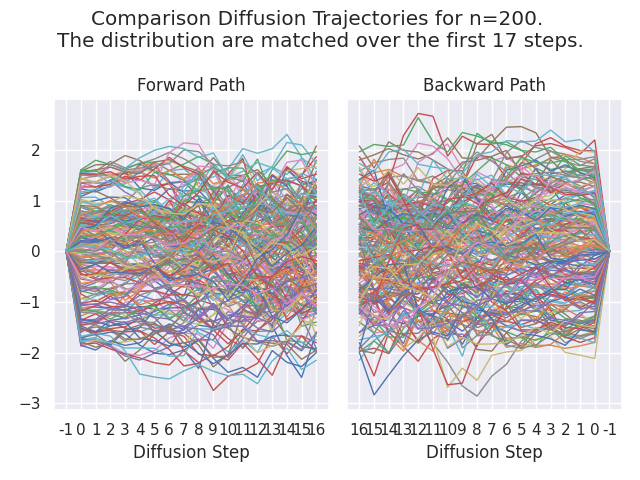 Comparison Diffusion Trajectories for n=200.
The distribution are matched over the first 17 steps.
Forward Path Backward Path
2
1
0
−1
−2
−3
-1 0 1 2 3 4 5 6 7 8 9 10 11 12 13 14 15 16 16 15 14 13 12 11 10 9 8 7 6 5 4 3 2 1 0 -1
Diffusion Step Diffusion Step